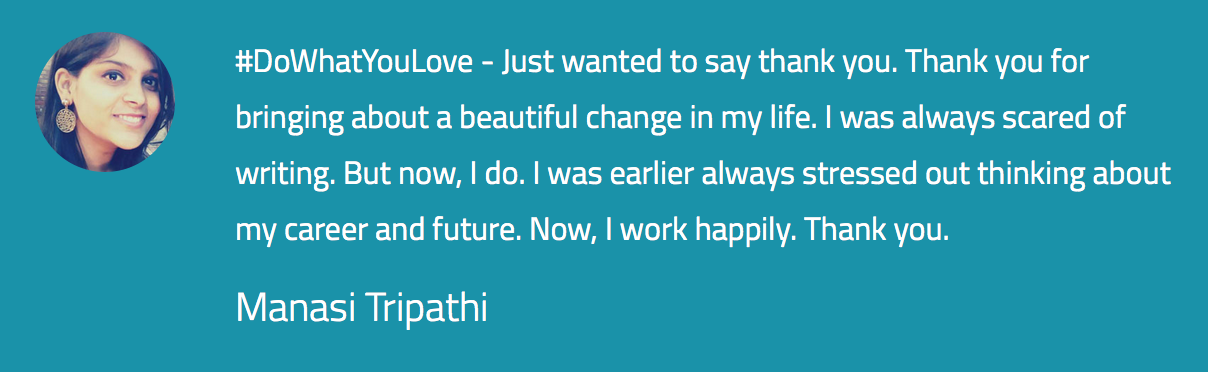 #DoWhatYouLove - Just wanted to say thank you. Thank you for
bringing about a beautiful change in my life. I was always scared of
writing. But now, I do. I was earlier always stressed out thinking about
my career and future. Now, I work happily. Thank you.
Manasi Tripathi